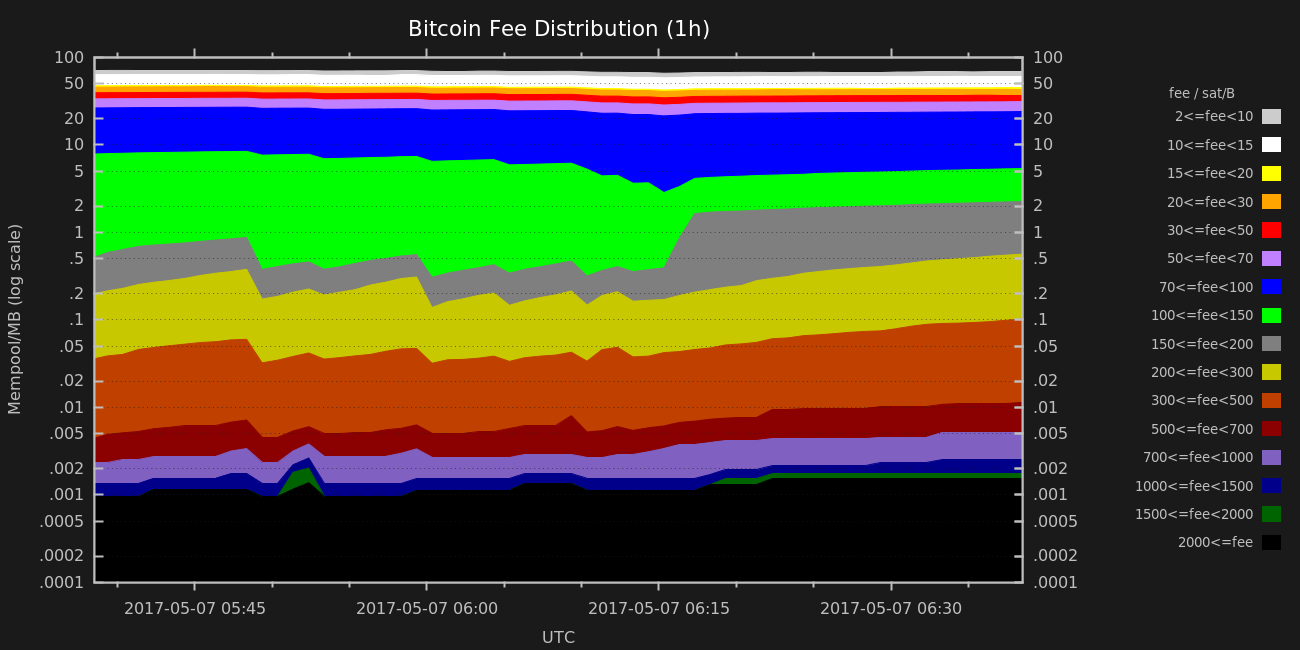 Bitcoin Fee Distribution (1h)
Mempool/MB (log scale)
100
50
20
10
5
2
1
.5
.2
.1
.05
.02
.01
.005
.002
.001
.0005
.0002
.0001
100
50
20
10
5
2
1
.5
.2
.1
.05
.02
.01
.005
.002
.001
.0005
.0002
.0001
2017-05-07 05:45
2017-05-07 06:00
2017-05-07 06:15
2017-05-07 06:30
UTC
fee / sat/B
2<=fee<10
10<=fee<15
15<=fee<20
20<=fee<30
30<=fee<50
50<=fee<70
70<=fee<100
100<=fee<150
150<=fee<200
200<=fee<300
300<=fee<500
500<=fee<700
700<=fee<1000
1000<=fee<1500
1500<=fee<2000
2000<=fee